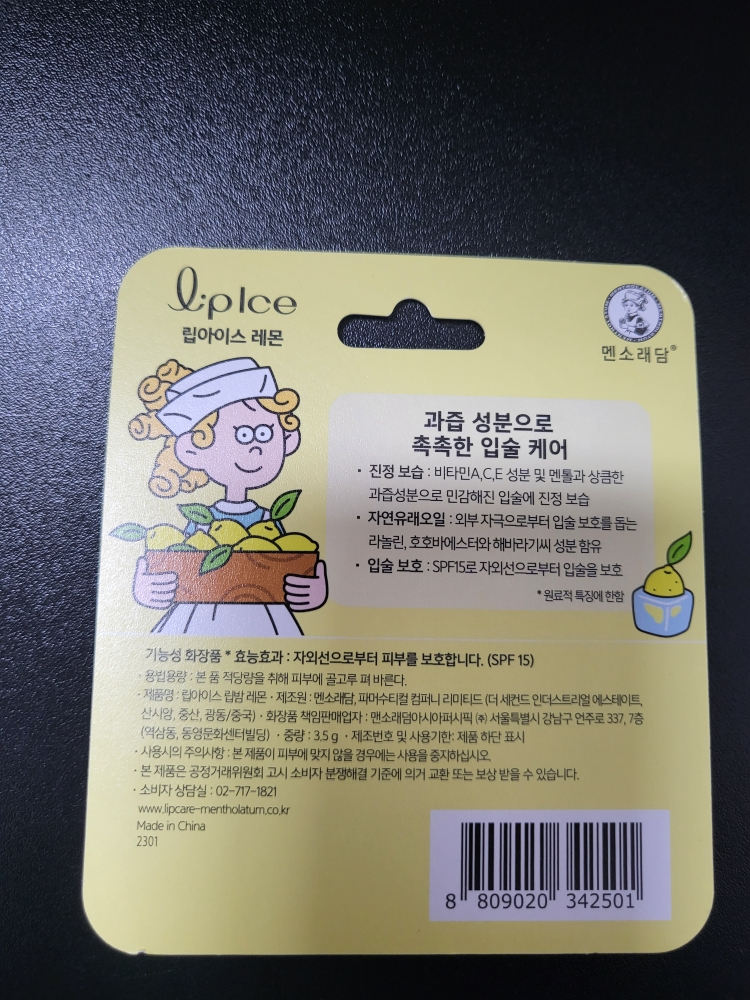 lipIce
립아이스 레몬
멘소래담®
과즙 성분으로
촉촉한 입술 케어
• 진정 보습 : 비타민A,C,E 성분 및 멘톨과 상큼한
과즙성분으로 민감해진 입술에 진정 보습
• 자연유래오일 : 외부 자극으로부터 입술 보호를 돕는
라놀린, 호호바에스터와 해바라기씨 성분 함유
• 입술 보호 : SPF15로 자외선으로부터 입술을 보호
* 원료적 특징에 한함
기능성 화장품 * 효능효과 : 자외선으로부터 피부를 보호합니다. (SPF 15)
· 용법용량 : 본 품 적당량을 취해 피부에 골고루 펴 바른다.
· 제품명 : 립아이스 립밤 레몬 · 제조원 : 멘소래담, 파마수티컬 컴퍼니 리미티드 (더 세컨드 인더스트리얼 에스테이트,
산사앙, 중산, 광동/중국) · 화장품 책임판매업자 : 맨소래담아시아퍼시픽 ㈜ 서울특별시 강남구 언주로 337, 7층
(역삼동, 동영문화센터빌딩) · 중량 : 3.5 g · 제조번호 및 사용기한: 제품 하단 표시
· 사용시의 주의사항 : 본 제품이 피부에 맞지 않을 경우에는 사용을 중지하십시오.
· 본 제품은 공정거래위원회 고시 소비자 분쟁해결 기준에 의거 교환 또는 보상 받을 수 있습니다.
· 소비자 상담실 : 02-717-1821
www.lipcare-mentholatum.co.kr
Made in China
2301
8 809020 342501